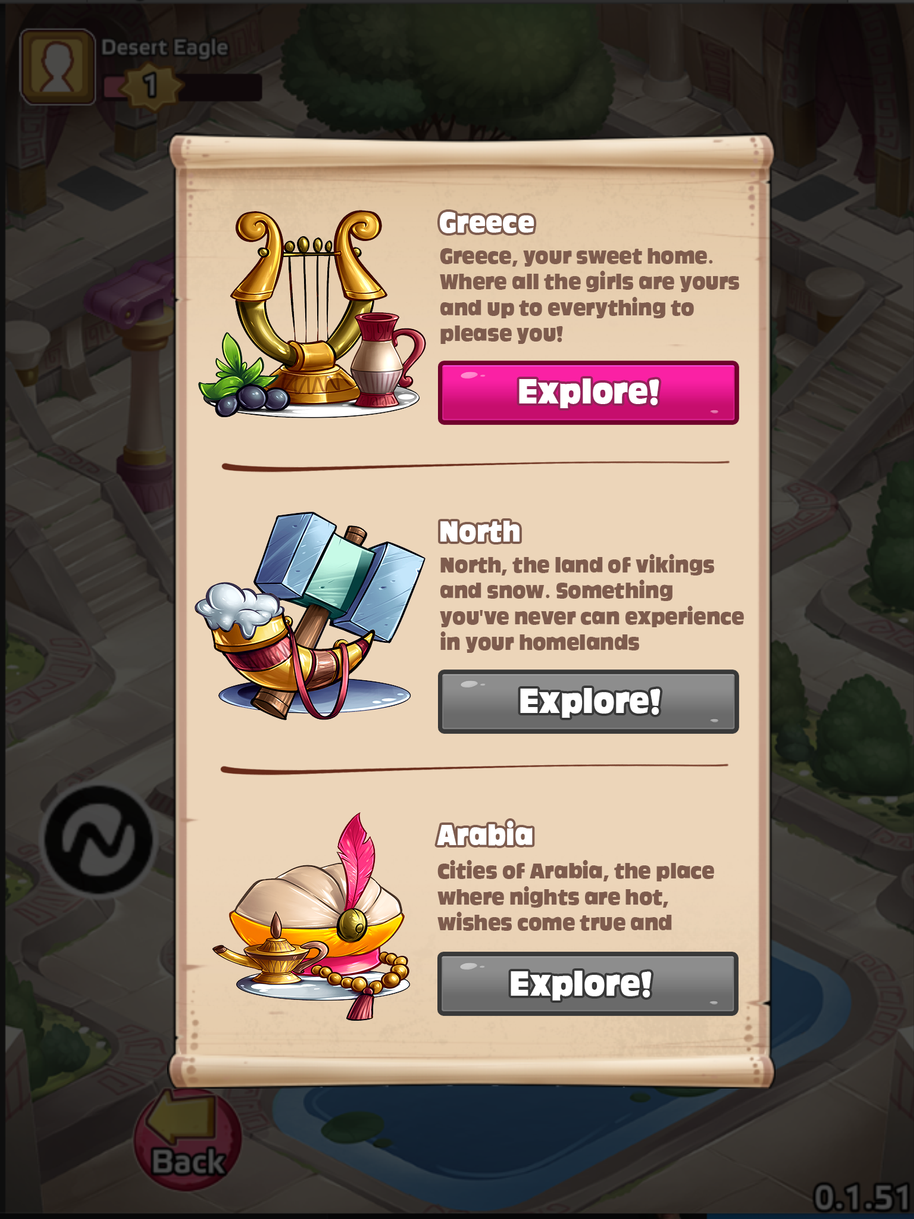 Desert Eagle
1
Greece
Greece, your sweet home.
Where all the girls are yours
and up to everything to
please you!
Explore!
North
North, the land of vikings
and snow. Something
you've never can experience
in your homelands
Explore!
Arabia
Cities of Arabia, the place
where nights are hot,
wishes come true and
Explore!
Back
0.1.51